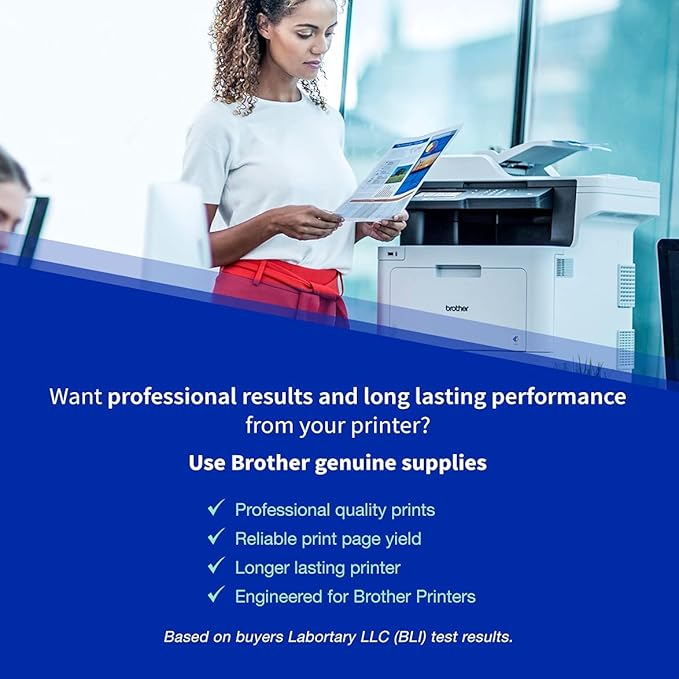 brother
Want professional results and long lasting performance
from your printer?
Use Brother genuine supplies
✓ Professional quality prints
✓ Reliable print page yield
✓ Longer lasting printer
✓ Engineered for Brother Printers
Based on buyers Labortary LLC (BLI) test results.